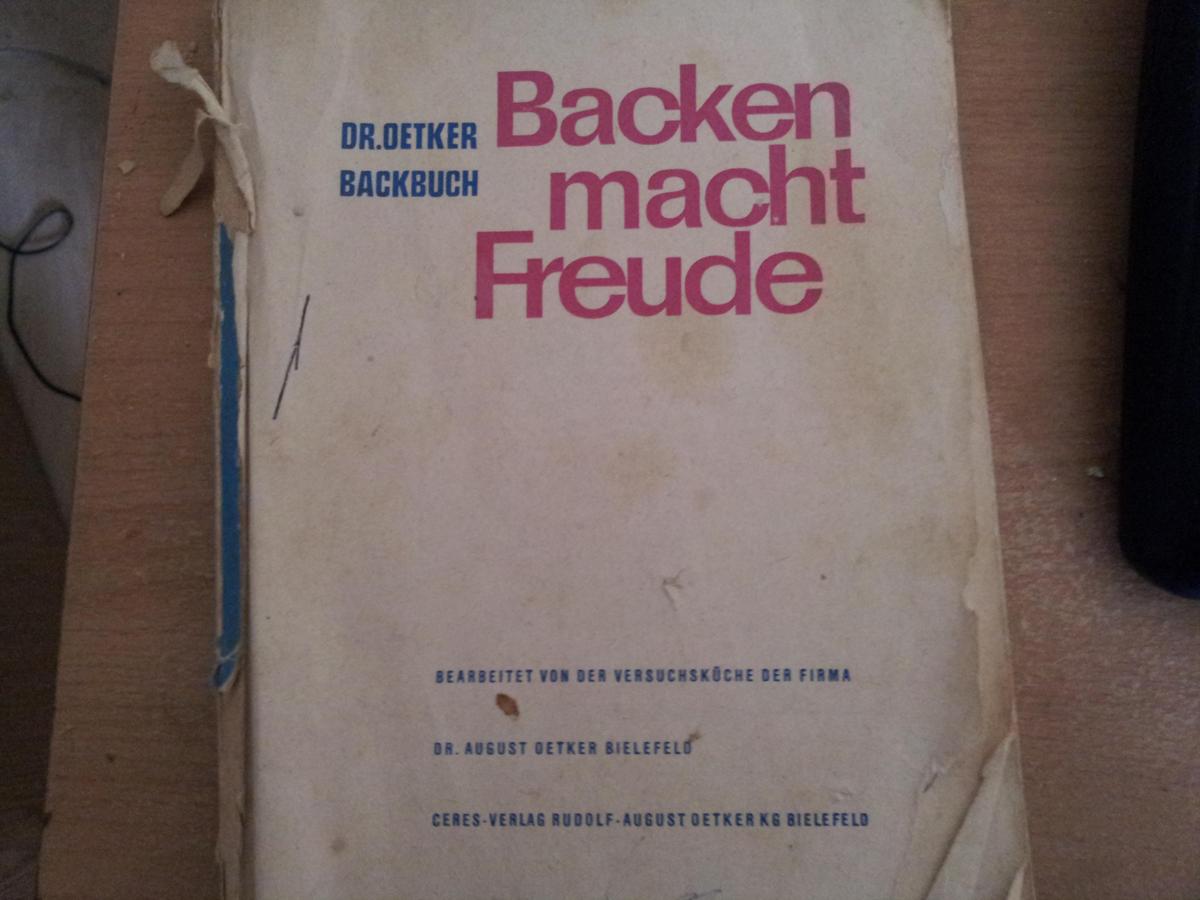 DR.OETKER
BACKBUCH
Backen
macht
Freude
BEARBEITET VON DER VERSUCHSKÜCHE DER FIRMA
DR. AUGUST OETKER BIELEFELD
CERES-VERLAG RUDOLF-AUGUST OETKER KG BIELEFELD